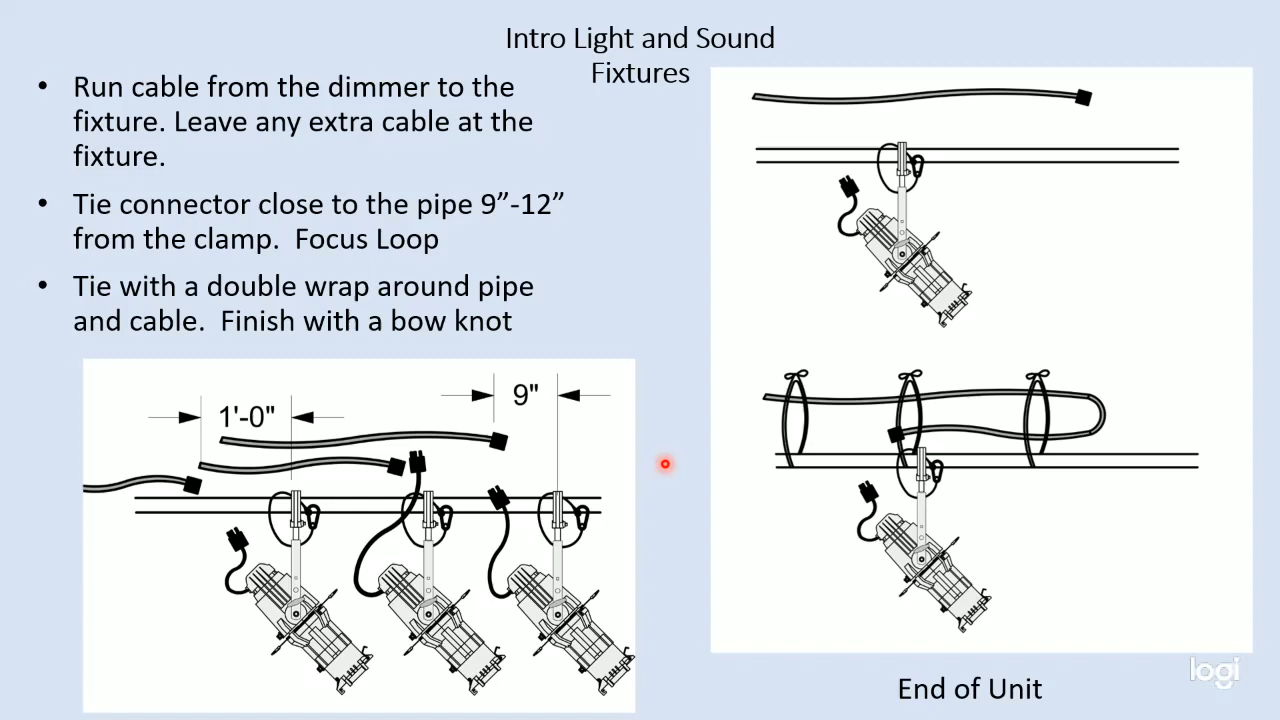 Intro Light and Sound
Fixtures
• Run cable from the dimmer to the
fixture. Leave any extra cable at the
fixture.
• Tie connector close to the pipe 9”-12”
from the clamp.  Focus Loop
• Tie with a double wrap around pipe
and cable.  Finish with a bow knot
1'-0"
9"
End of Unit
logi